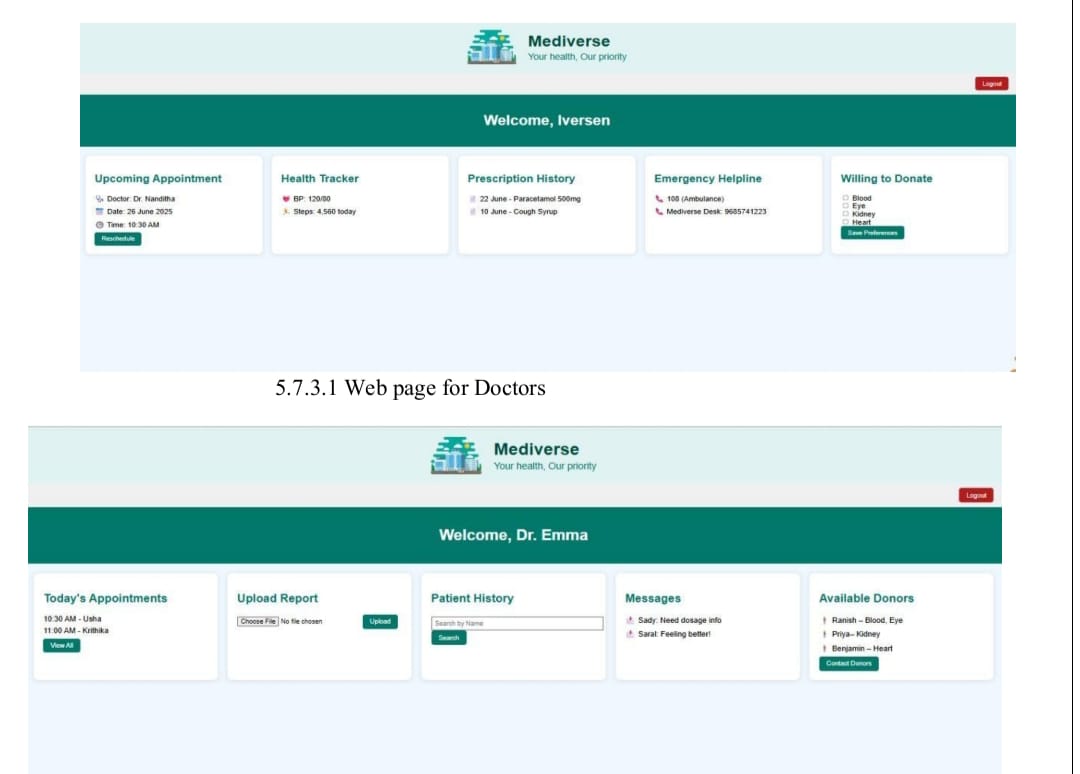 Mediverse
Your health, Our priority
Logout
Welcome, Iversen
Upcoming Appointment
Doctor: Dr. Nanditha
Date: 26 June 2025
Time: 10:30 AM
Reschedule
Health Tracker
BP: 120/80
Steps: 4,560 today
Prescription History
22 June - Paracetamol 500mg
10 June - Cough Syrup
Emergency Helpline
108 (Ambulance)
Mediverse Desk: 9685741223
Willing to Donate
Blood
Eye
Kidney
Heart
Save Preferences
5.7.3.1 Web page for Doctors
Mediverse
Your health, Our priority
Logout
Welcome, Dr. Emma
Today's Appointments
10:30 AM - Usha
11:00 AM - Krithika
View All
Upload Report
Choose File No file chosen
Upload
Patient History
Search by Name
Search
Messages
Sady: Need dosage info
Saral: Feeling better!
Available Donors
Ranish – Blood, Eye
Priya– Kidney
Benjamin – Heart
Contact Donors